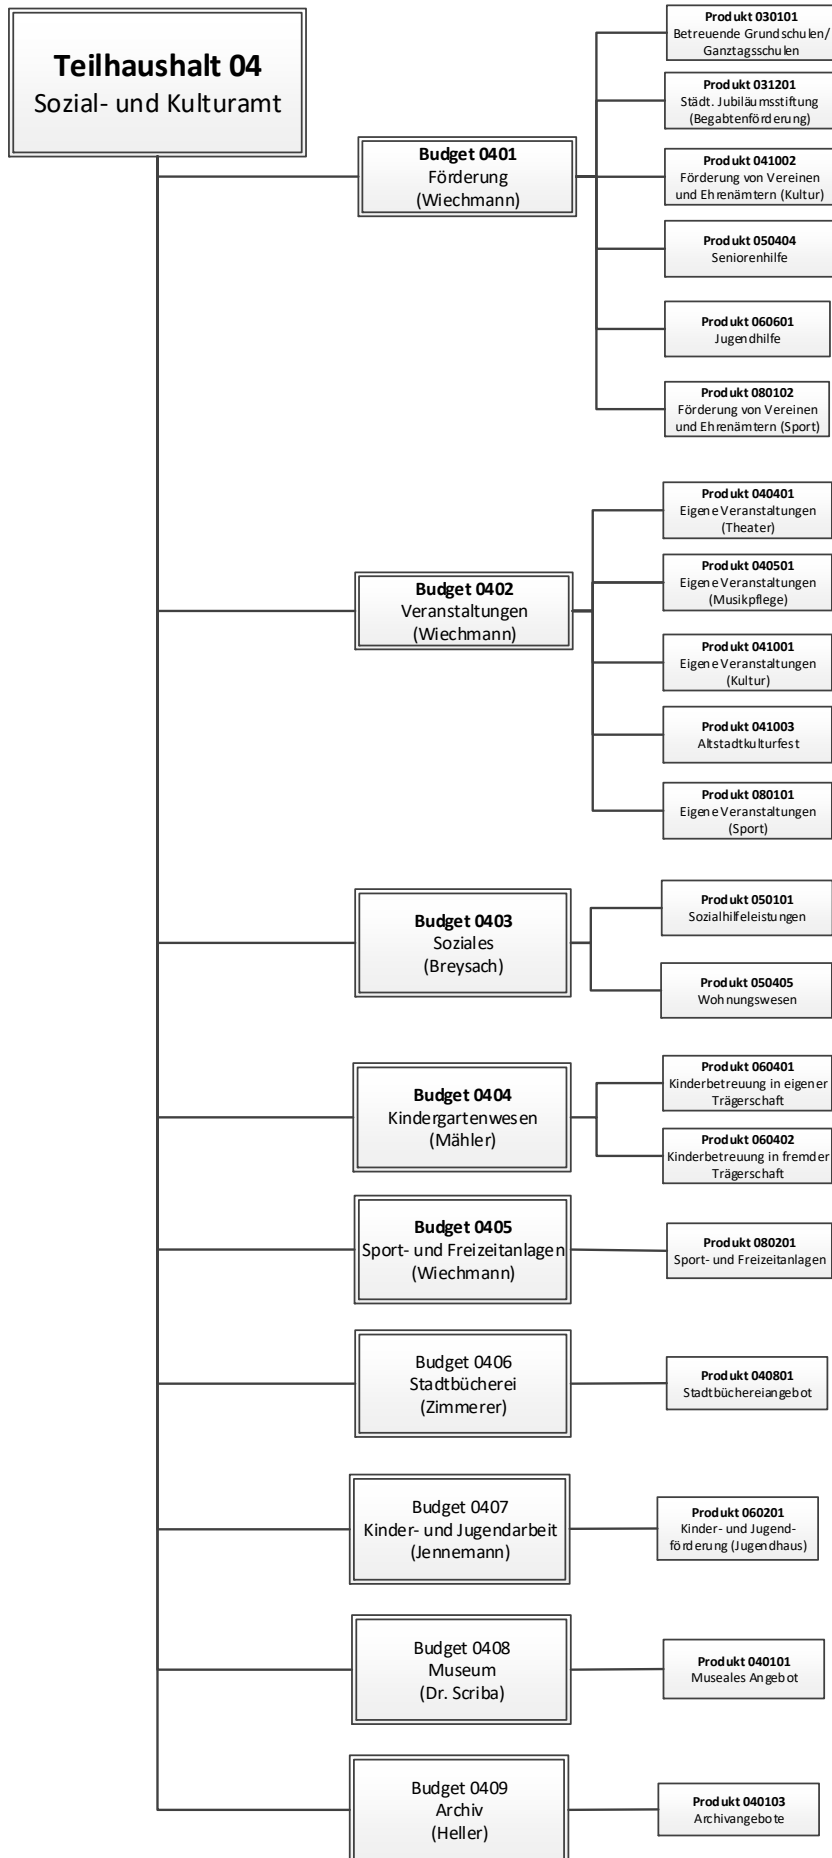 Teilhaushalt 04
Sozial- und Kulturamt
Budget 0401
Förderung
(Wiechmann)
Produkt 030101
Betreuende Grundschulen/
Ganztagsschulen
Produkt 031201
Städt. Jubiläumsstiftung
(Begabtenförderung)
Produkt 041002
Förderung von Vereinen
und Ehrenämtern (Kultur)
Produkt 050404
Seniorenhilfe
Produkt 060601
Jugendhilfe
Produkt 080102
Förderung von Vereinen
und Ehrenämtern (Sport)
Budget 0402
Veranstaltungen
(Wiechmann)
Produkt 040401
Eigene Veranstaltungen
(Theater)
Produkt 040501
Eigene Veranstaltungen
(Musikpflege)
Produkt 041001
Eigene Veranstaltungen
(Kultur)
Produkt 041003
Altstadtkulturfest
Produkt 080101
Eigene Veranstaltungen
(Sport)
Budget 0403
Soziales
(Breysach)
Produkt 050101
Sozialhilfeleistungen
Produkt 050405
Wohnungswesen
Budget 0404
Kindergartenwesen
(Mähler)
Produkt 060401
Kinderbetreuung in eigener
Trägerschaft
Produkt 060402
Kinderbetreuung in fremder
Trägerschaft
Budget 0405
Sport- und Freizeitanlagen
(Wiechmann)
Produkt 080201
Sport- und Freizeitanlagen
Budget 0406
Stadtbücherei
(Zimmerer)
Produkt 040801
Stadtbüchereiangebot
Budget 0407
Kinder- und Jugendarbeit
(Jennemann)
Produkt 060201
Kinder- und Jugend-
förderung (Jugendhaus)
Budget 0408
Museum
(Dr. Scriba)
Produkt 040101
Museales Angebot
Budget 0409
Archiv
(Heller)
Produkt 040103
Archivangebote